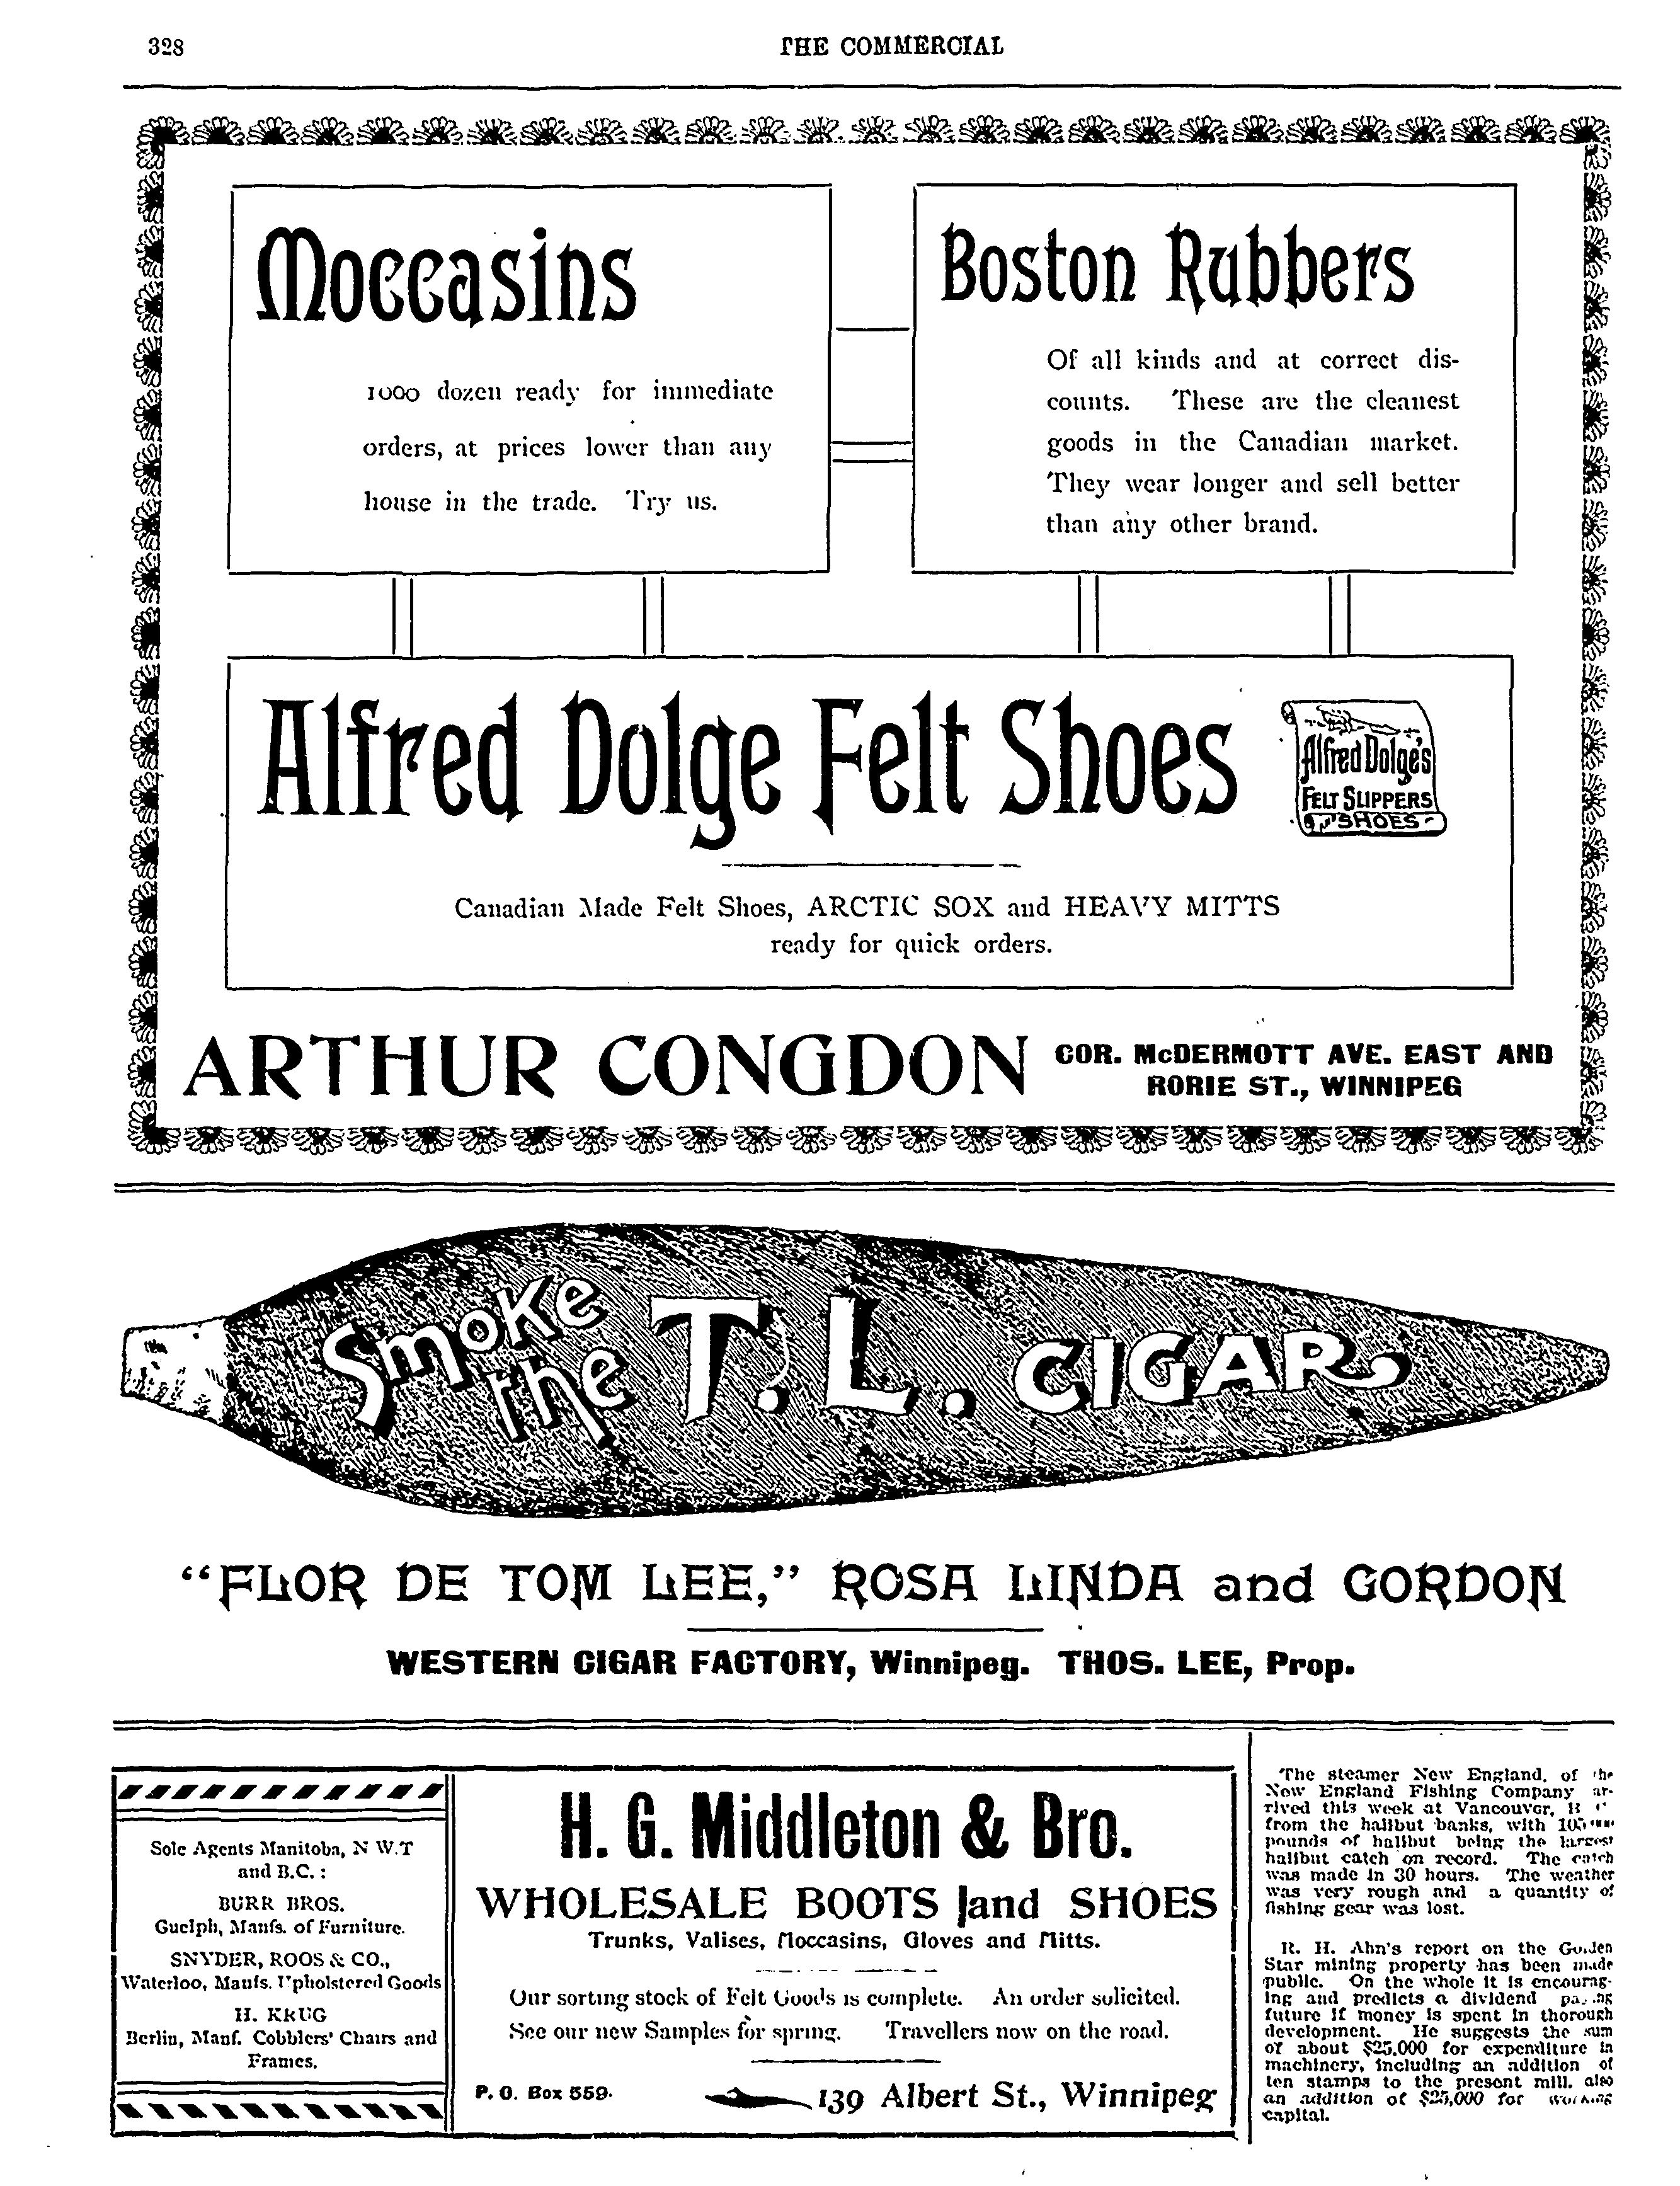 328
THE COMMERCIAL
Moccasins
1000 dozen ready for immediate
orders, at prices lower than any
house in the trade. Try us.
Boston Rubbers
Of all kinds and at correct dis-
counts. These are the cleanest
goods in the Canadian market.
They wear longer and sell better
than any other brand.
Alfred Dolge Felt Shoes
Alfred Dolge's
FELT SLIPPERS
SHOES
Canadian Made Felt Shoes, ARCTIC SOX and HEAVY MITTS
ready for quick orders.
ARTHUR CONGDON
COR. McDERMOTT AVE. EAST AND
RORIE ST., WINNIPEG
Smoke
the
T. L. CIGAR
"FLOR DE TOM LEE," ROSA LINDA and GORDON
WESTERN CIGAR FACTORY, Winnipeg. THOS. LEE, Prop.
Sole Agents Manitoba, N W.T
and B.C. :
BURR BROS.
Guelph, Manfs. of Furniture.
SNYDER, ROOS & CO.,
Waterloo, Manfs. Upholstered Goods
H. KRUG
Berlin, Manf. Cobblers' Chairs and
Frames.
H. G. Middleton & Bro.
WHOLESALE BOOTS and SHOES
Trunks, Valises, Moccasins, Gloves and Mitts.
Our sorting stock of Felt Goods is complete. An order solicited.
See our new Samples for spring. Travellers now on the road.
P. O. Box 559.
139 Albert St., Winnipeg
The steamer New England, of the
New England Fishing Company ar-
rived this week at Vancouver, B
from the halibut banks, with
pounds of halibut being the largest
halibut catch on record. The catch
was made in 30 hours. The weather
was very rough and a quantity of
fishing gear was lost.
R. H. Ahn's report on the Golden
Star mining property has been made
public. On the whole it is encourag-
ing and predicts a dividend
future if money is spent in thorough
development. He suggests the sum
of about $25,000 for expenditure in
machinery, including an addition of
ten stamps to the present mill, also
an addition of $25,000 for working
capital.